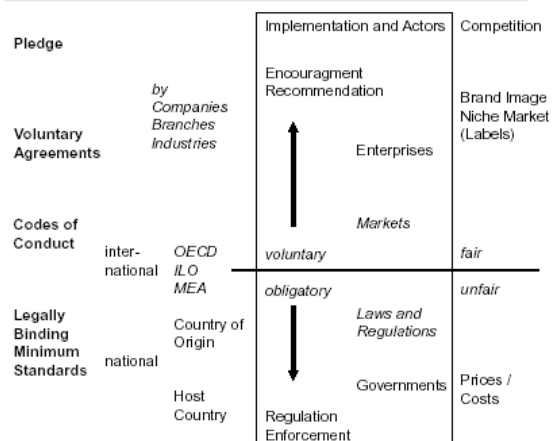 Implementation and Actors
Competition
Pledge
Encouragment
Recommendation
by
Companies
Branches
Industries
Brand Image
Niche Market
(Labels)
Voluntary
Agreements
Enterprises
Markets
Codes of
Conduct
inter-
national
OECD
ILO
MEA
voluntary
fair
obligatory
unfair
Legally
Binding
Minimum
Standards
Country of
Origin
Laws and
Regulations
national
Governments
Prices /
Costs
Host
Country
Regulation
Enforcement